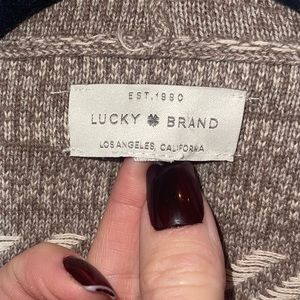 EST. 1990
LUCKY BRAND
LOS ANGELES, CALIFORNIA